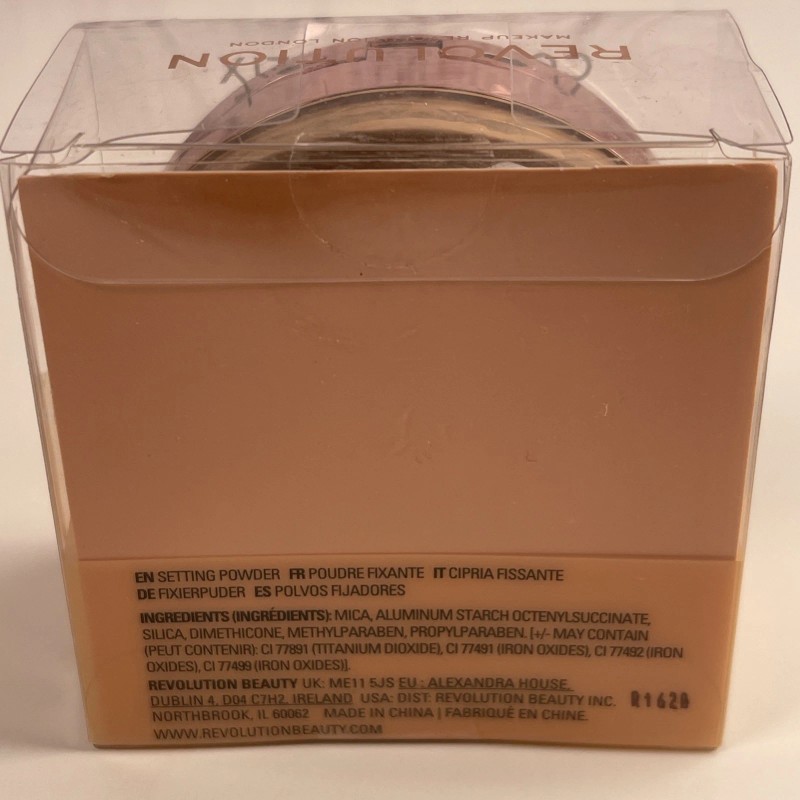 REVOLUTION
MAKEUP REVOLUTION LONDON
EN SETTING POWDER FR POUDRE FIXANTE IT CIPRIA FISSANTE
DE FIXIERPUDER ES POLVOS FIJADORES
INGREDIENTS (INGRÉDIENTS): MICA, ALUMINUM STARCH OCTENYLSUCCINATE,
SILICA, DIMETHICONE, METHYLPARABEN, PROPYLPARABEN. [+/- MAY CONTAIN
(PEUT CONTENIR): CI 77891 (TITANIUM DIOXIDE), CI 77491 (IRON OXIDES), CI 77492 (IRON
OXIDES), CI 77499 (IRON OXIDES)].
REVOLUTION BEAUTY UK: ME11 5JS EU : ALEXANDRA HOUSE,
DUBLIN 4, D04 C7H2. IRELAND USA: DIST: REVOLUTION BEAUTY INC.
NORTHBROOK, IL 60062 MADE IN CHINA | FABRIQUÉ EN CHINE.
WWW.REVOLUTIONBEAUTY.COM